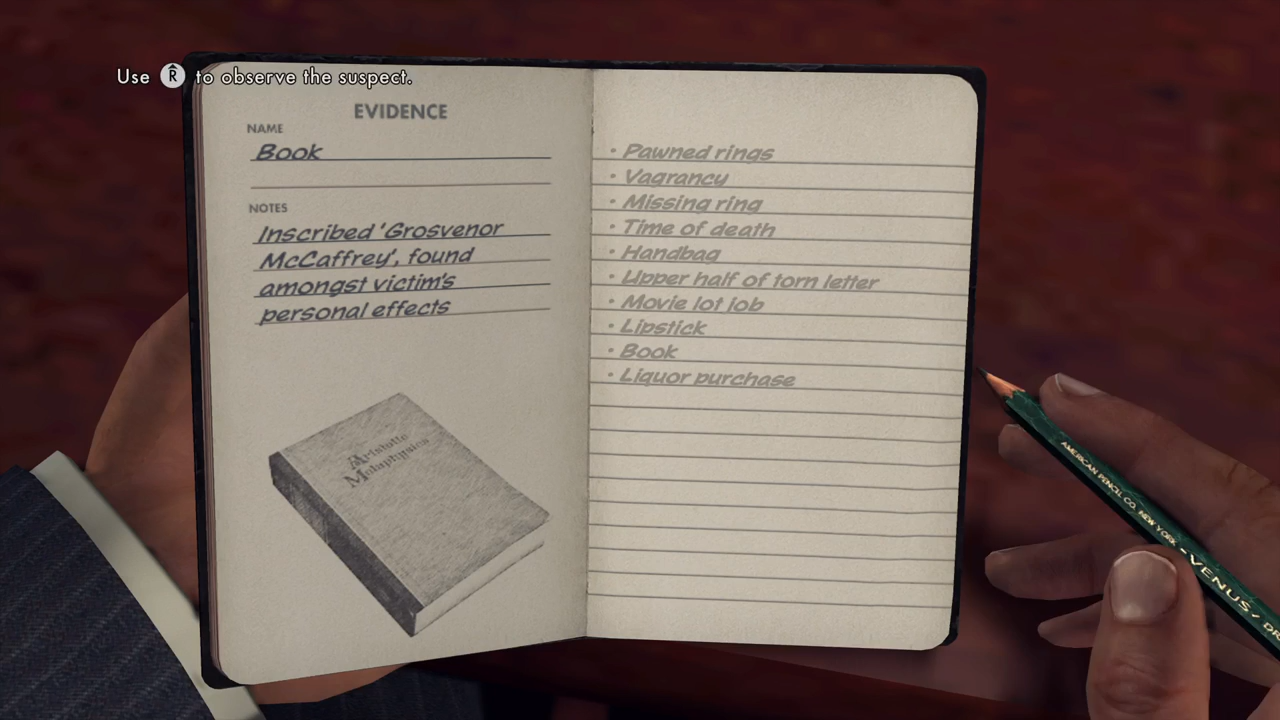 Use R to observe the suspect.
EVIDENCE
NAME
Book
NOTES
Inscribed 'Grosvenor
McCaffrey', found
amongst victim's
personal effects
Aristotle
Metaphysics
• Pawned rings
• Vagrancy
• Missing ring
• Time of death
• Handbag
• Upper half of torn letter
• Movie lot job
• Lipstick
• Book
• Liquor purchase
AMERICAN PENCIL CO. NEW YORK • VENUS / DR